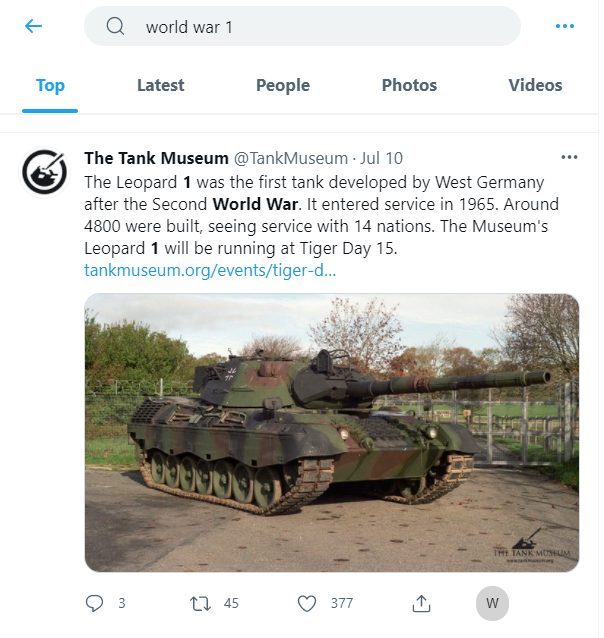 world war 1
Top Latest People Photos Videos
The Tank Museum @TankMuseum · Jul 10
The Leopard 1 was the first tank developed by West Germany
after the Second World War. It entered service in 1965. Around
4800 were built, seeing service with 14 nations. The Museum's
Leopard 1 will be running at Tiger Day 15.
tankmuseum.org/events/tiger-d...
THE TANK MUSEUM
www.tankmuseum.org
3 45 377 W